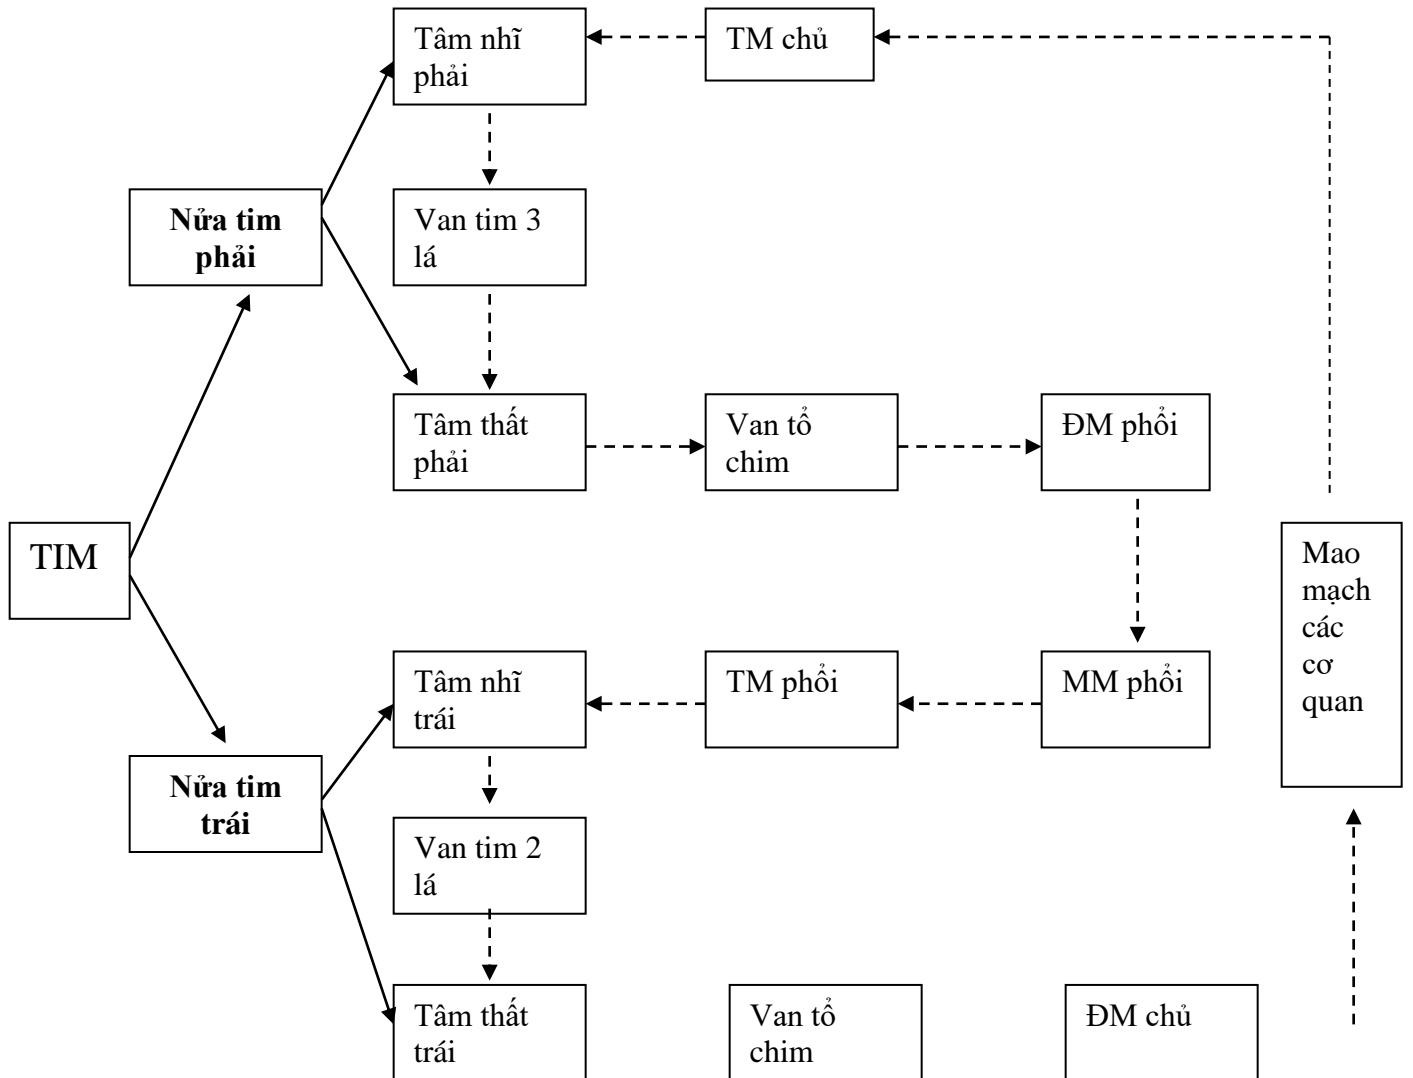 Tâm nhĩ
phải
TM chủ
Nửa tim
phải
Van tim 3
lá
Tâm thất
phải
Van tổ
chim
ĐM phổi
TIM
Mao
mạch
các
cơ
quan
Tâm nhĩ
trái
TM phổi
MM phổi
Nửa tim
trái
Van tim 2
lá
Tâm thất
trái
Van tổ
chim
ĐM chủ